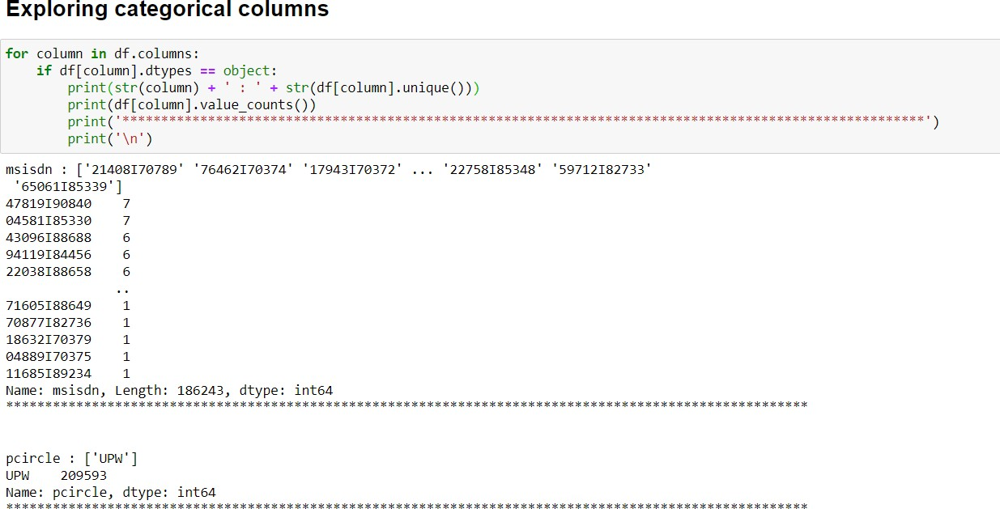 Exploring categorical columns
for column in df.columns:
    if df[column].dtypes == object:
        print(str(column) + ' : ' + str(df[column].unique()))
        print(df[column].value_counts())
        print('*******************************************************************************************************')
        print('\n')
msisdn : ['21408I70789' '76462I70374' '17943I70372' ... '22758I85348' '59712I82733'
 '65061I85339']
47819I90840    7
04581I85330    7
43096I88688    6
94119I84456    6
22038I88658    6
              ..
71605I88649    1
70877I82736    1
18632I70379    1
04889I70375    1
11685I89234    1
Name: msisdn, Length: 186243, dtype: int64
*******************************************************************************************************
pcircle : ['UPW']
UPW    209593
Name: pcircle, dtype: int64
*******************************************************************************************************